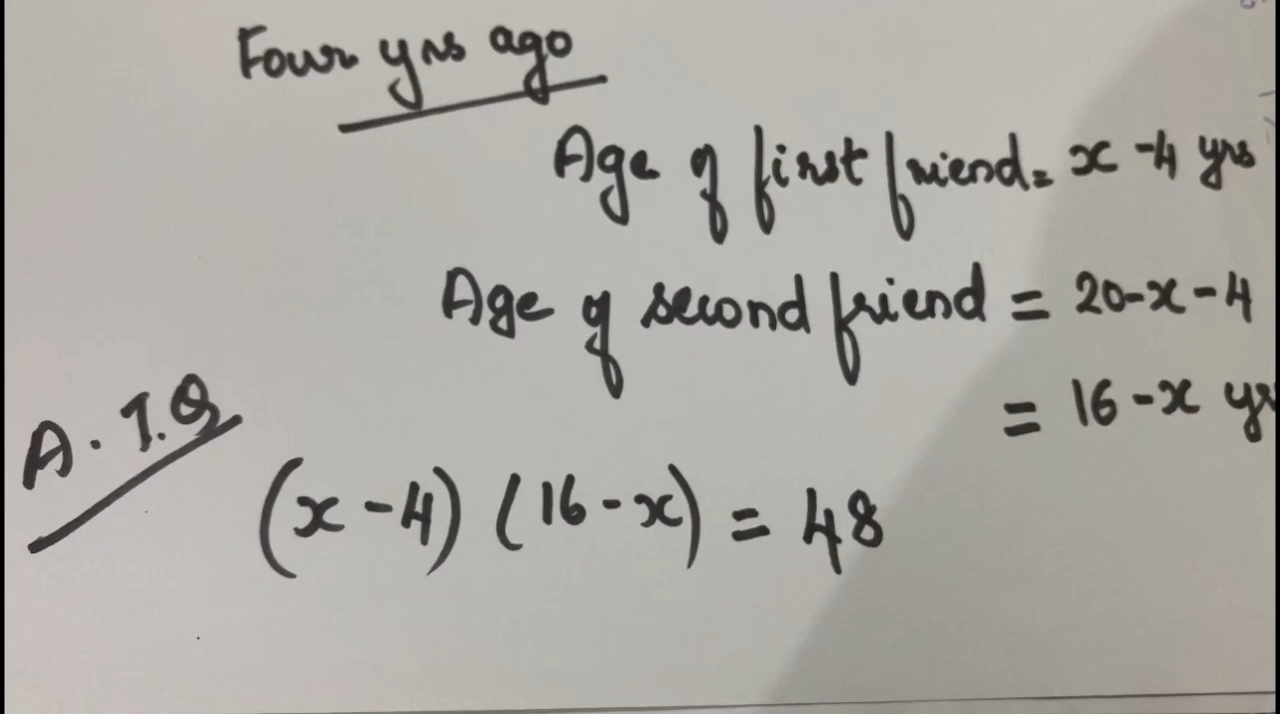 Four yrs ago
Age of first friend = x - 4 yrs
Age of second friend = 20-x-4
= 16-x
A.T.Q
(x-4) (16-x) = 48